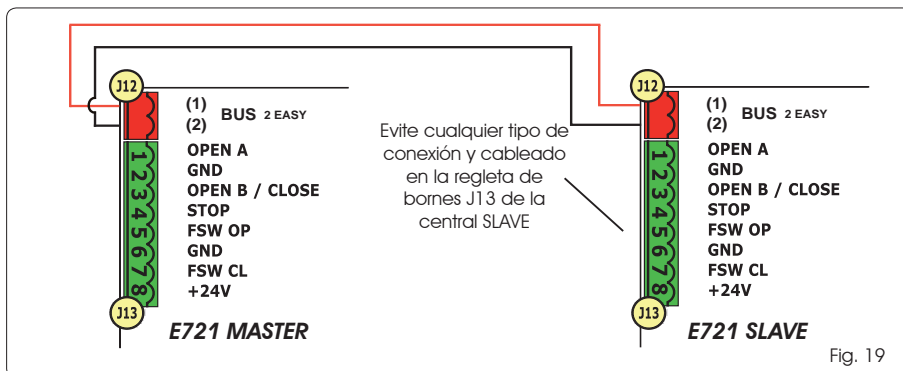 J12
(1)
(2)
BUS 2 EASY
1 OPEN A
2 GND
3 OPEN B / CLOSE
4 STOP
5 FSW OP
6 GND
7 FSW CL
8 +24V
J13
E721 MASTER
Evite cualquier tipo de
conexión y cableado
en la regleta de
bornes J13 de la
central SLAVE
J12
(1)
(2)
BUS 2 EASY
1 OPEN A
2 GND
3 OPEN B / CLOSE
4 STOP
5 FSW OP
6 GND
7 FSW CL
8 +24V
J13
E721 SLAVE
Fig. 19